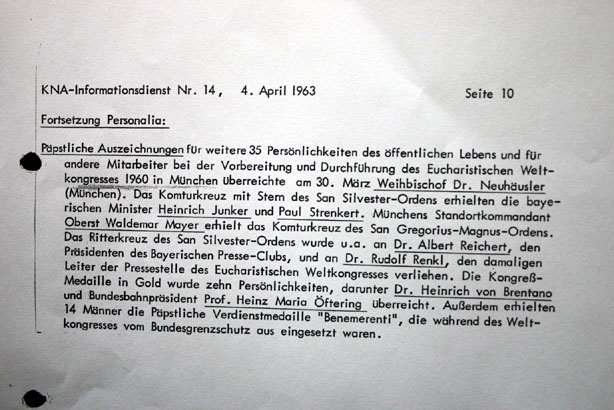 KNA-Informationsdienst Nr. 14, 4. April 1963 Seite 10
Fortsetzung Personalia:
Päpstliche Auszeichnungen für weitere 35 Persönlichkeiten des öffentlichen Lebens und für
andere Mitarbeiter bei der Vorbereitung und Durchführung des Eucharistischen Welt-
kongresses 1960 in München überreichte am 30. März Weihbischof Dr. Neuhäusler
(München). Das Komturkreuz mit Stern des San Silvester-Ordens erhielten die baye-
rischen Minister Heinrich Junker und Paul Strenkert. Münchens Standortkommandant
Oberst Waldemar Mayer erhielt das Komturkreuz des San Gregorius-Magnus-Ordens.
Das Ritterkreuz des San Silvester-Ordens wurde u.a. an Dr. Albert Reichert, den
Präsidenten des Bayerischen Presse-Clubs, und an Dr. Rudolf Renkl, den damaligen
Leiter der Pressestelle des Eucharistischen Weltkongresses verliehen. Die Kongreß-
Medaille in Gold wurde zehn Persönlichkeiten, darunter Dr. Heinrich von Brentano
und Bundesbahnpräsident Prof. Heinz Maria Öftering überreicht. Außerdem erhielten
14 Männer die Päpstliche Verdienstmedaille "Benemerenti", die während des Welt-
kongresses vom Bundesgrenzschutz aus eingesetzt waren.